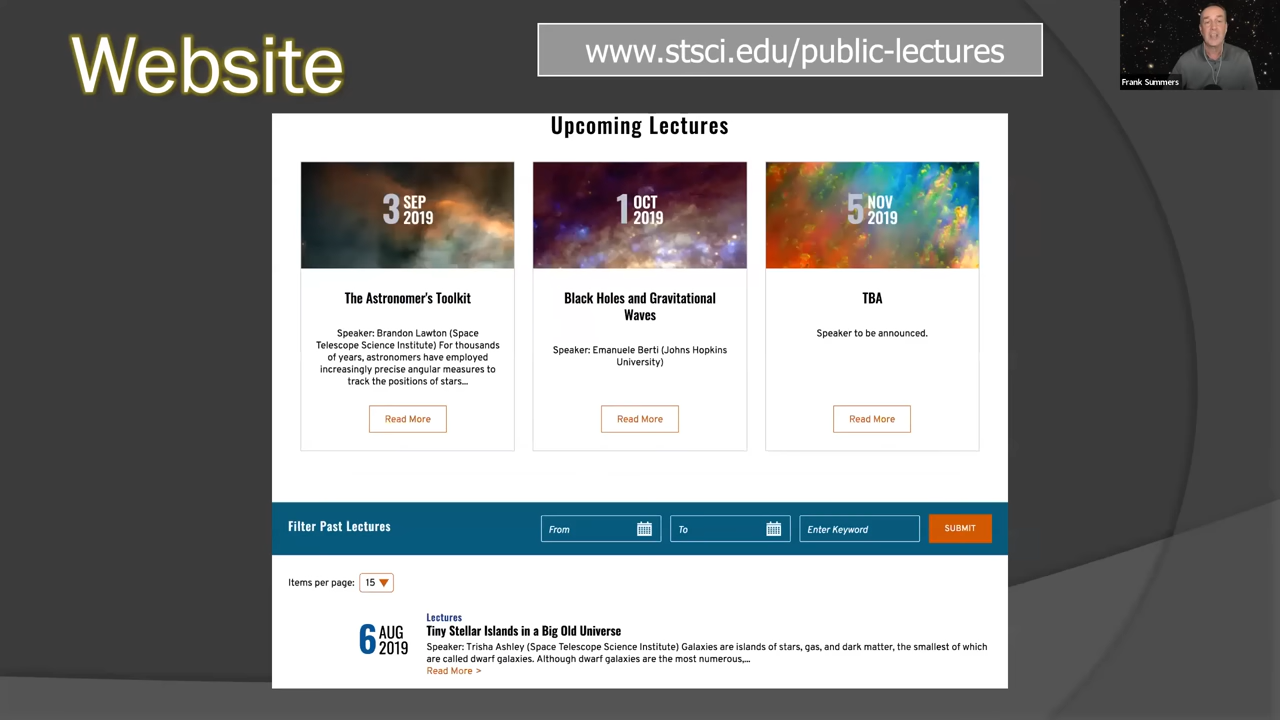 Website
www.stsci.edu/public-lectures
Frank Summers
Upcoming Lectures
3 SEP 2019
The Astronomer's Toolkit
Speaker: Brandon Lawton (Space
Telescope Science Institute) For thousands
of years, astronomers have employed
increasingly precise angular measures to
track the positions of stars...
Read More
1 OCT 2019
Black Holes and Gravitational
Waves
Speaker: Emanuele Berti (Johns Hopkins
University)
Read More
5 NOV 2019
TBA
Speaker to be announced.
Read More
Filter Past Lectures
From
To
Enter Keyword
SUBMIT
Items per page: 15
6 AUG 2019
Lectures
Tiny Stellar Islands in a Big Old Universe
Speaker: Trisha Ashley (Space Telescope Science Institute) Galaxies are islands of stars, gas, and dark matter, the smallest of which
are called dwarf galaxies. Although dwarf galaxies are the most numerous,...
Read More >